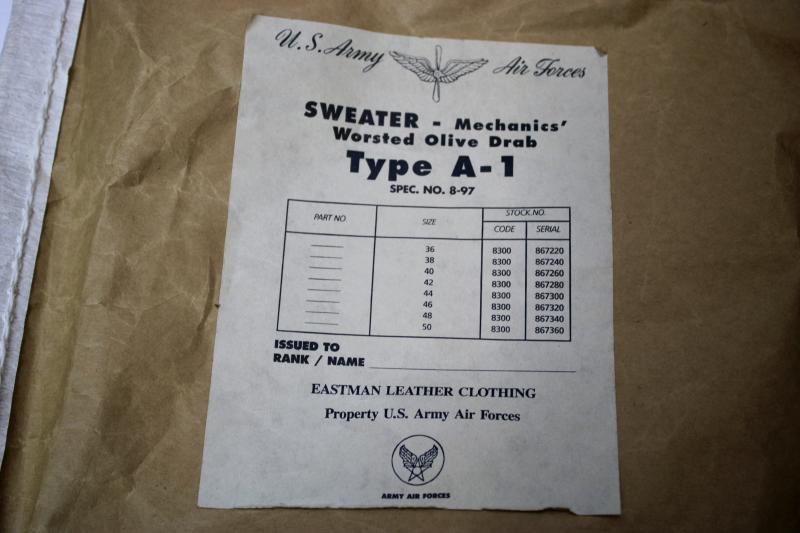 U.S. Army Air Forces
SWEATER - Mechanics'
Worsted Olive Drab
Type A-1
SPEC. NO. 8-97
PART NO. SIZE STOCK.NO.
CODE SERIAL
36 8300 867220
38 8300 867240
40 8300 867260
42 8300 867280
44 8300 867300
46 8300 867320
48 8300 867340
50 8300 867360
ISSUED TO
RANK / NAME
EASTMAN LEATHER CLOTHING
Property U.S. Army Air Forces
ARMY AIR FORCES